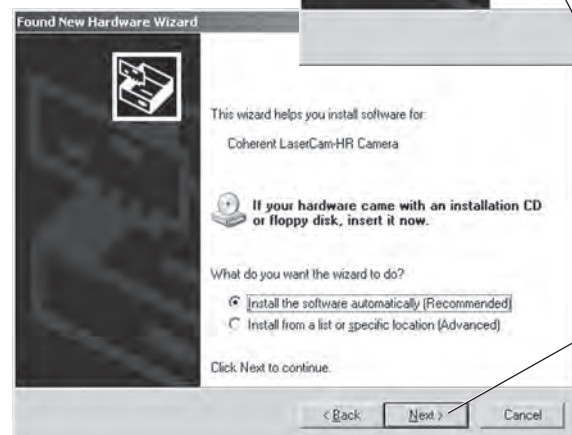 Found New Hardware Wizard
This wizard helps you install software for:
Coherent LaserCam-HR Camera
If your hardware came with an installation CD
or floppy disk, insert it now.
What do you want the wizard to do?
Install the software automatically (Recommended)
Install from a list or specific location (Advanced)
Click Next to continue.
< Back
Next >
Cancel